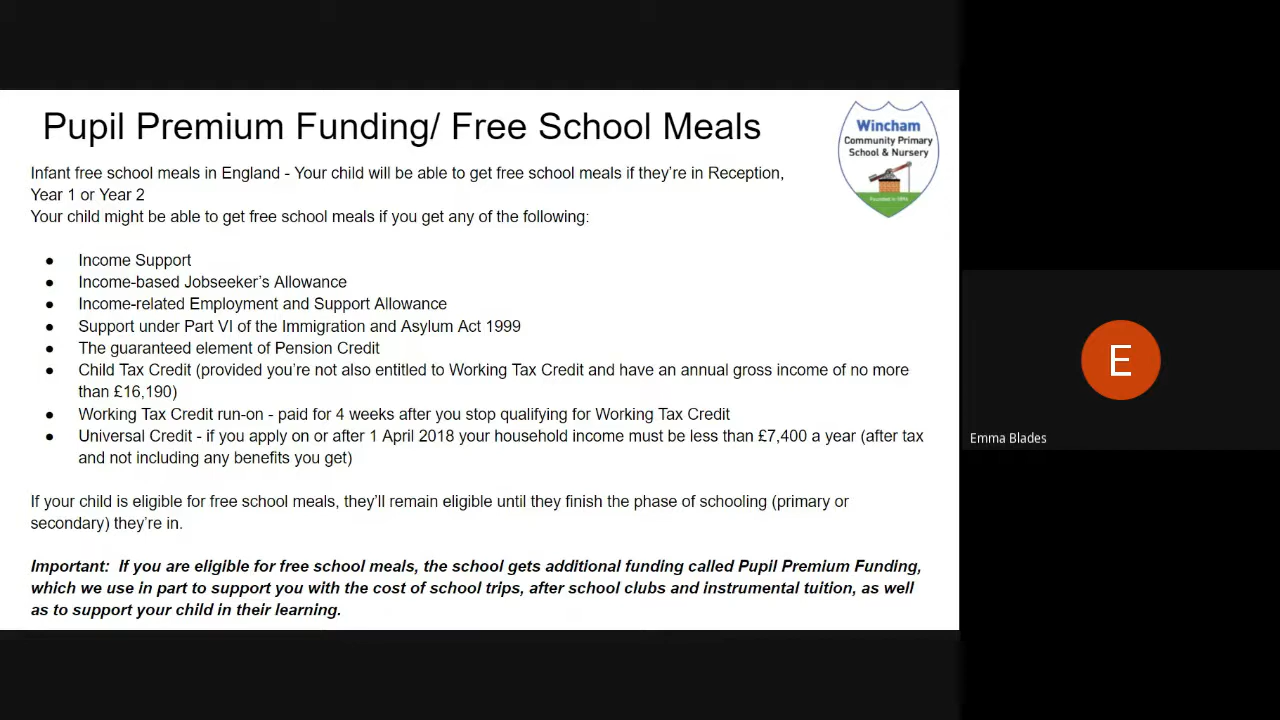 Pupil Premium Funding/ Free School Meals
Wincham
Community Primary
School & Nursery
Infant free school meals in England - Your child will be able to get free school meals if they're in Reception,
Year 1 or Year 2
Your child might be able to get free school meals if you get any of the following:
● Income Support
● Income-based Jobseeker's Allowance
● Income-related Employment and Support Allowance
● Support under Part VI of the Immigration and Asylum Act 1999
● The guaranteed element of Pension Credit
● Child Tax Credit (provided you're not also entitled to Working Tax Credit and have an annual gross income of no more
than £16,190)
● Working Tax Credit run-on - paid for 4 weeks after you stop qualifying for Working Tax Credit
● Universal Credit - if you apply on or after 1 April 2018 your household income must be less than £7,400 a year (after tax
and not including any benefits you get)
If your child is eligible for free school meals, they'll remain eligible until they finish the phase of schooling (primary or
secondary) they're in.
Important:  If you are eligible for free school meals, the school gets additional funding called Pupil Premium Funding,
which we use in part to support you with the cost of school trips, after school clubs and instrumental tuition, as well
as to support your child in their learning.
E
Emma Blades